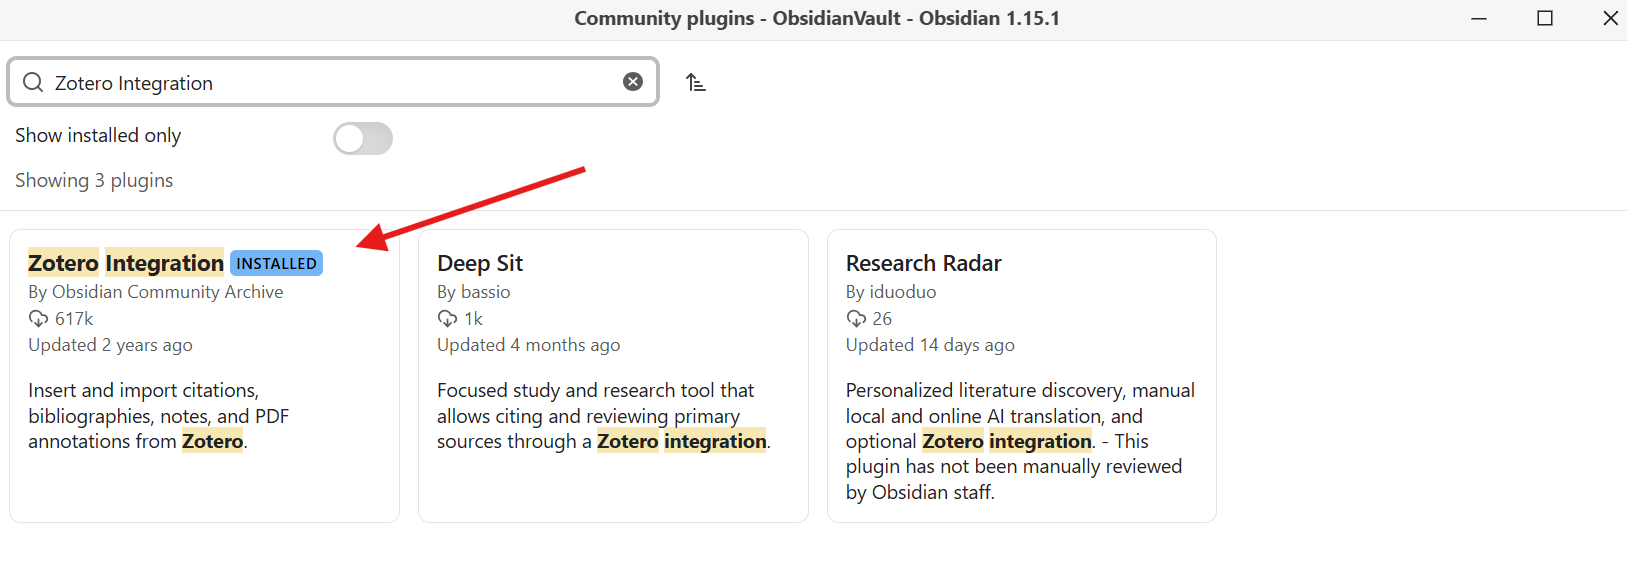 Community plugins - ObsidianVault - Obsidian 1.15.1
Zotero Integration
Show installed only
Showing 3 plugins
Zotero Integration INSTALLED
By Obsidian Community Archive
617k
Updated 2 years ago
Insert and import citations,
bibliographies, notes, and PDF
annotations from Zotero.
Deep Sit
By bassio
1k
Updated 4 months ago
Focused study and research tool that
allows citing and reviewing primary
sources through a Zotero integration.
Research Radar
By iduoduo
26
Updated 14 days ago
Personalized literature discovery, manual
local and online AI translation, and
optional Zotero integration. - This
plugin has not been manually reviewed
by Obsidian staff.